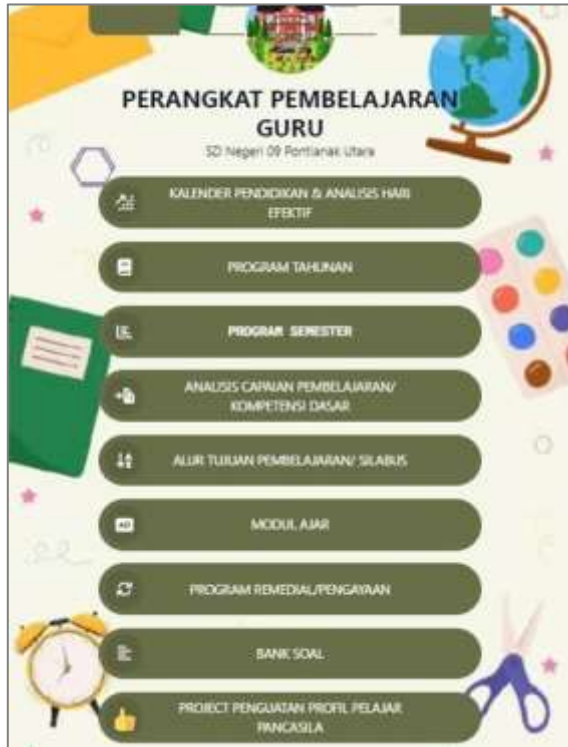 PERANGKAT PEMBELAJARAN
GURU
SD Negeri 09 Pontianak Utara
KALENDER PENDIDIKAN & ANALISIS HARI
EFEKTIF
PROGRAM TAHUNAN
PROGRAM SEMESTER
ANALISIS CAPAIAN PEMBELAJARAN/
KOMPETENSI DASAR
ALUR TUJUAN PEMBELAJARAN/ SILABUS
MODUL AJAR
PROGRAM REMEDIAL/PENGAYAAN
BANK SOAL
PROJECT PENGUATAN PROFIL PELAJAR
PANCASILA